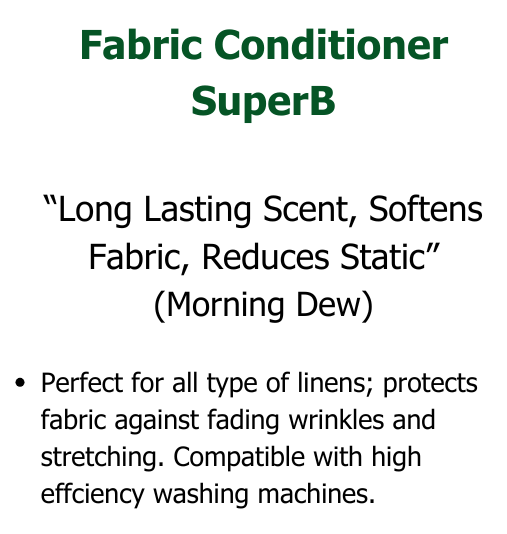 Fabric Conditioner
SuperB
“Long Lasting Scent, Softens
Fabric, Reduces Static”
(Morning Dew)
• Perfect for all type of linens; protects
fabric against fading wrinkles and
stretching. Compatible with high
effciency washing machines.